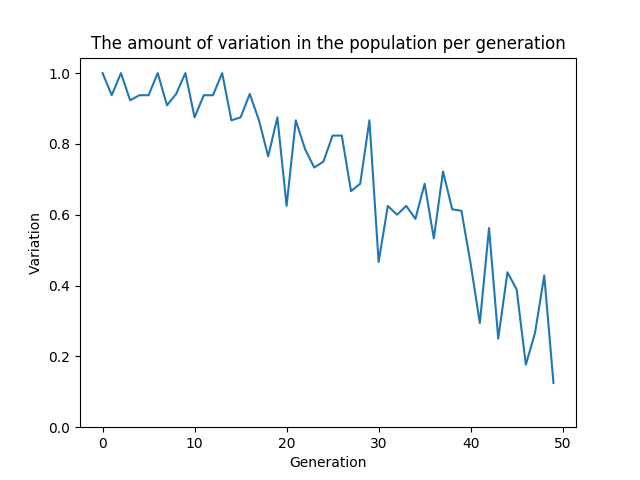 The amount of variation in the population per generation
1.0
0.8
0.6
0.4
0.2
0.0
Variation
0 10 20 30 40 50
Generation